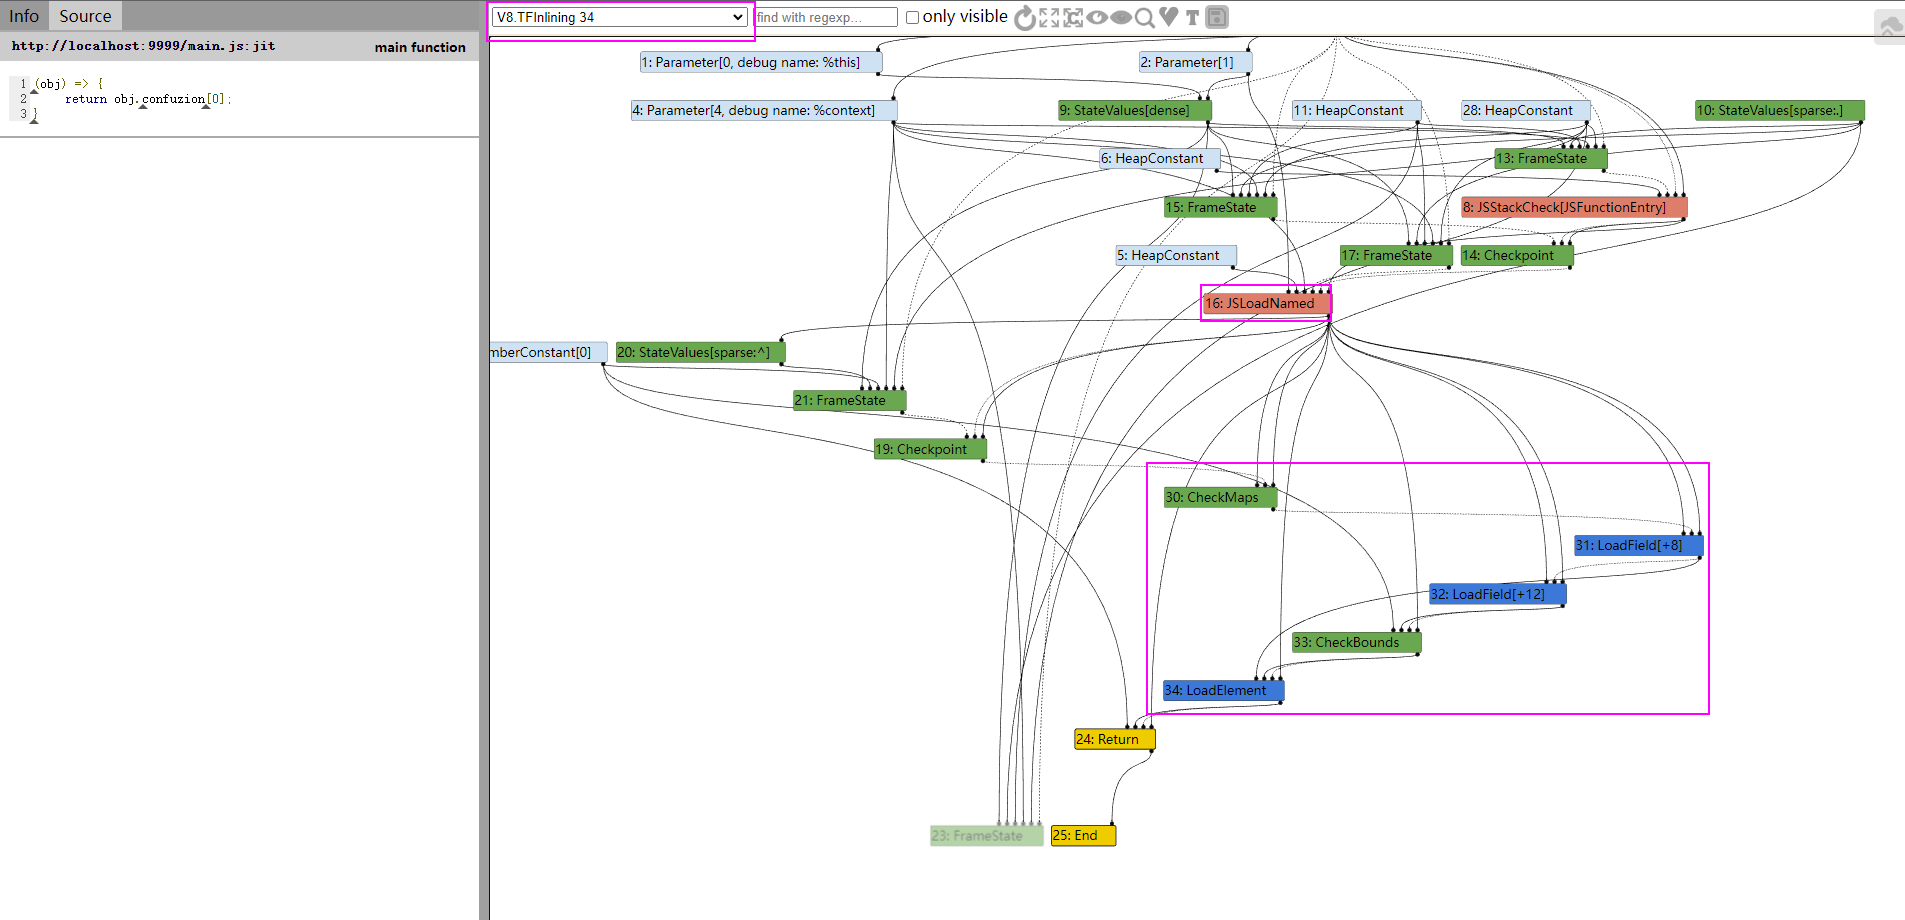 Info Source
http://localhost:9999/main.js:jit main function
1 (obj) => {
2 return obj.confuzion[0];
3 }
V8.TFInlining 34 find with regexp... only visible
1: Parameter[0, debug name: %this] 2: Parameter[1]
4: Parameter[4, debug name: %context] 9: StateValues[dense] 11: HeapConstant 28: HeapConstant 10: StateValues[sparse:.]
6: HeapConstant 13: FrameState
15: FrameState 8: JSStackCheck[JSFunctionEntry]
5: HeapConstant 17: FrameState 14: Checkpoint
16: JSLoadNamed
mberConstant[0] 20: StateValues[sparse:^]
21: FrameState
19: Checkpoint
30: CheckMaps
31: LoadField[+8]
32: LoadField[+12]
33: CheckBounds
34: LoadElement
24: Return
23: FrameState 25: End